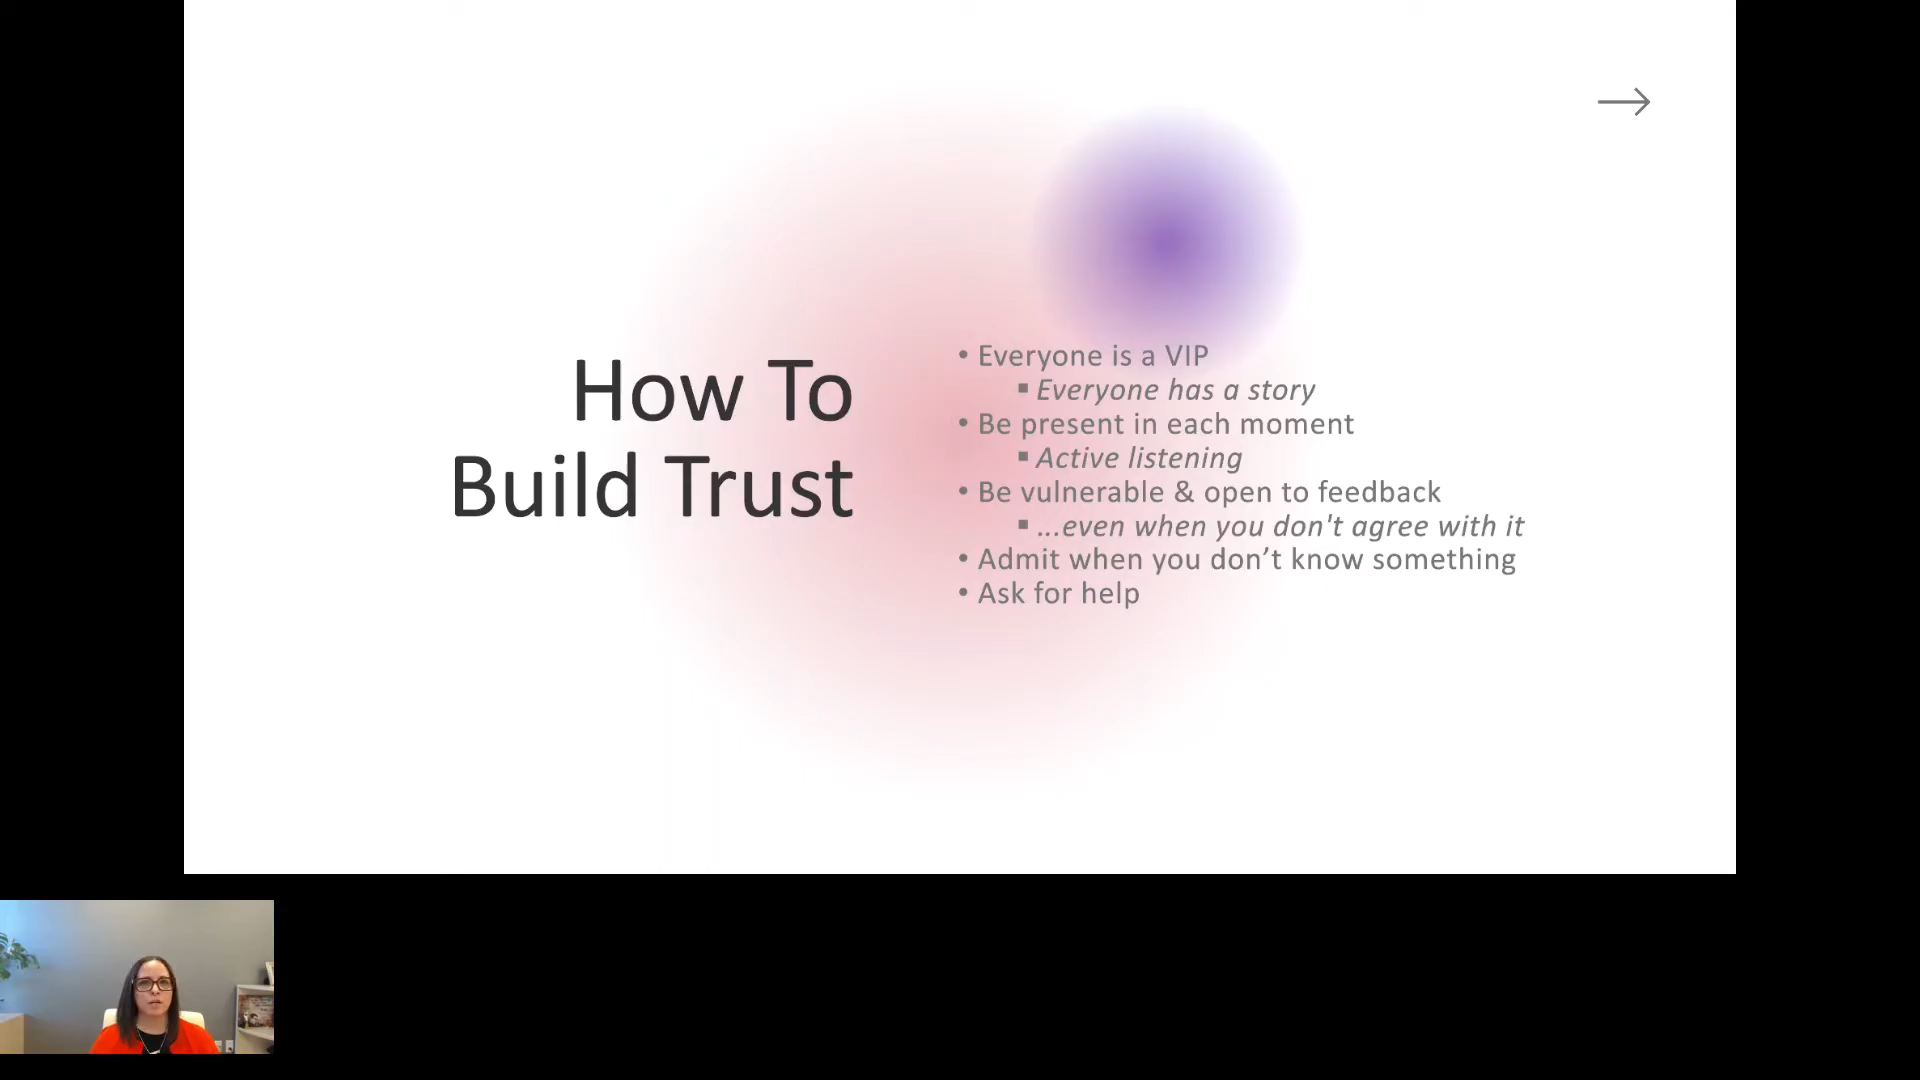 How To
Build Trust
• Everyone is a VIP
▪ Everyone has a story
• Be present in each moment
▪ Active listening
• Be vulnerable & open to feedback
▪ ...even when you don't agree with it
• Admit when you don’t know something
• Ask for help